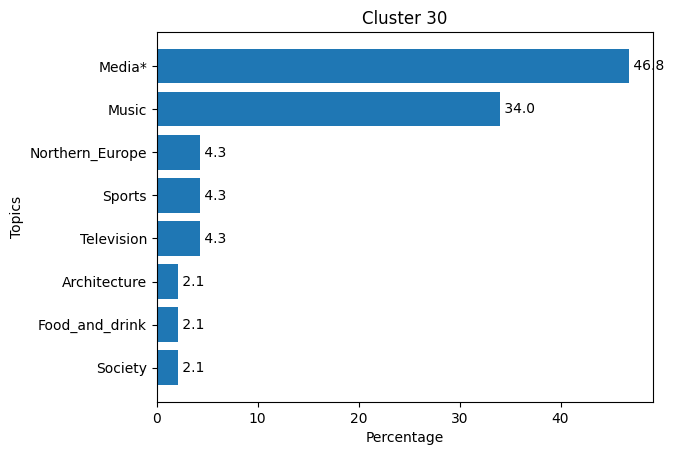 Cluster 30
Topics
Media* 46.8
Music 34.0
Northern_Europe 4.3
Sports 4.3
Television 4.3
Architecture 2.1
Food_and_drink 2.1
Society 2.1
0 10 20 30 40
Percentage